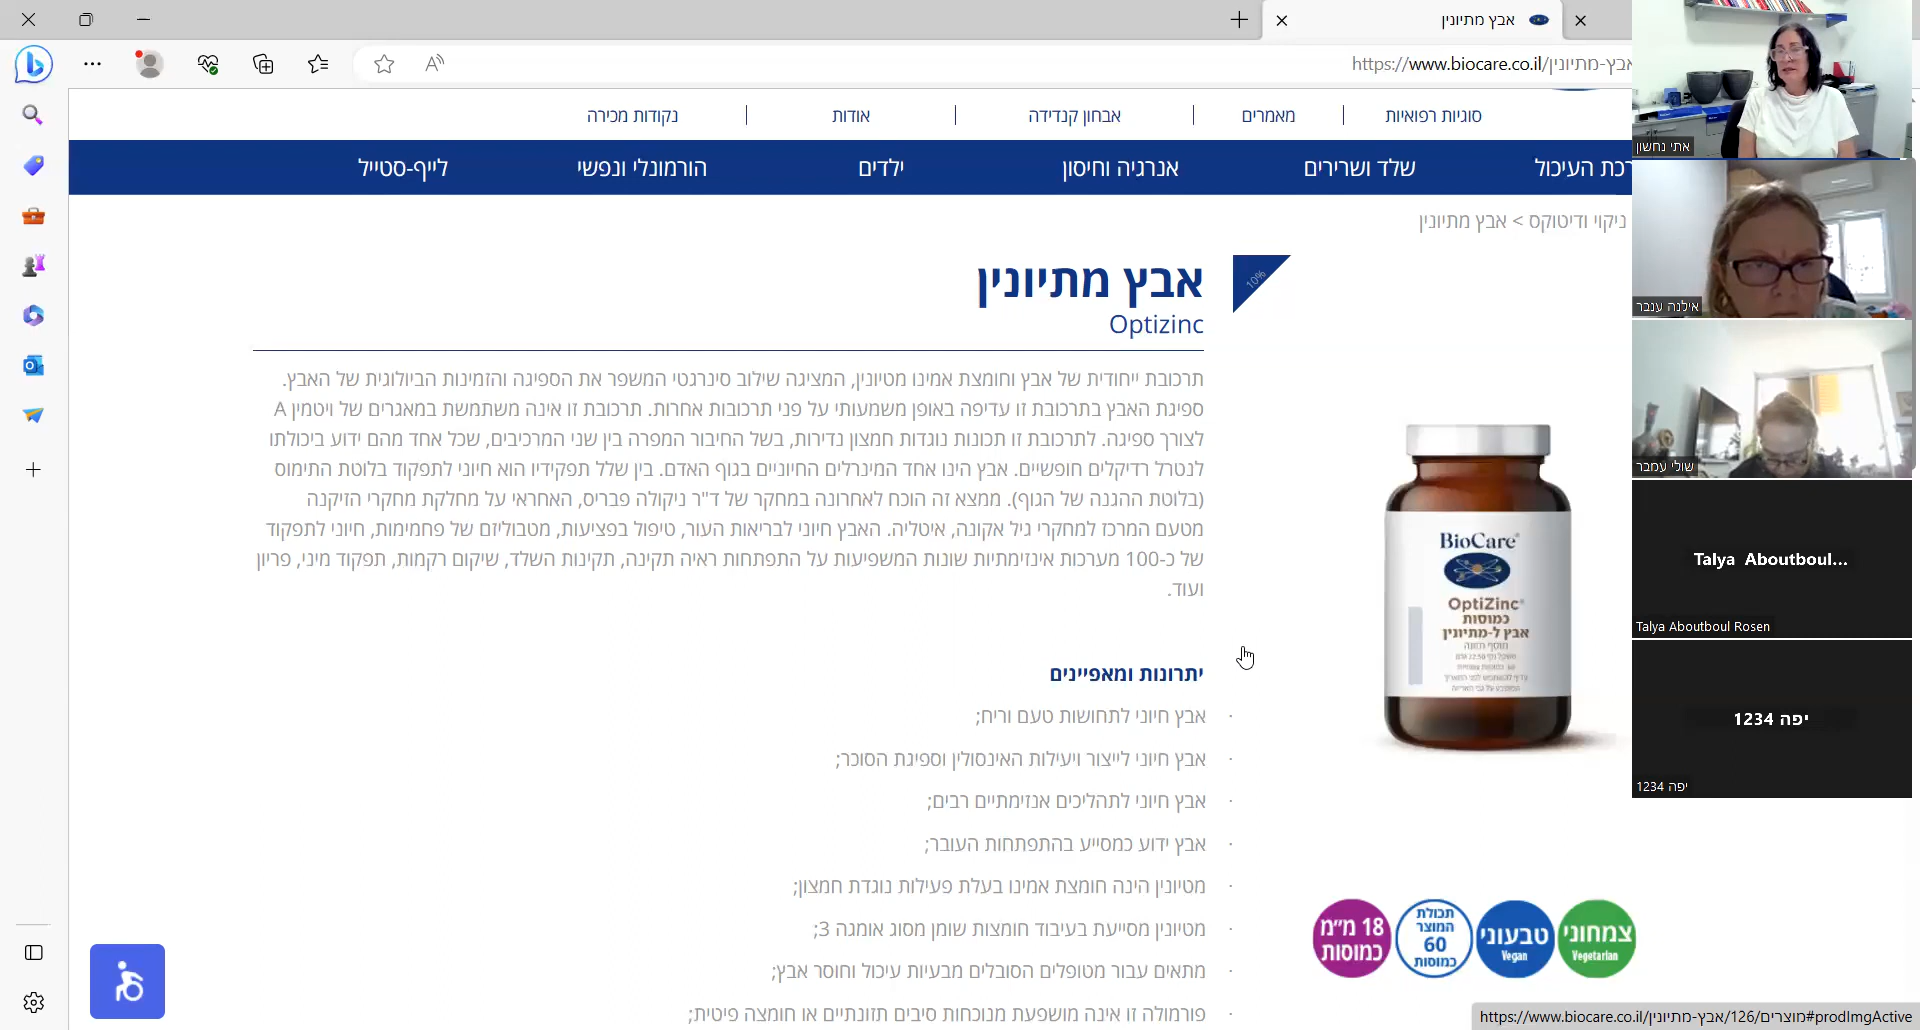 אבץ מתיונין
https://www.biocare.co.il/אבץ-מתיונין
סוגיות רפואיות
מאמרים
אבחון קנדידה
אודות
נקודות מכירה
רכת העיכול
שלד ושרירים
אנרגיה וחיסון
ילדים
הורמונלי ונפשי
לייף-סטייל
ניקוי ודיטוקס > אבץ מתיונין
10%
אבץ מתיונין
Optizinc
תרכובת ייחודית של אבץ וחומצת אמינו מטיונין, המציגה שילוב סינרגטי המשפר את הספיגה והזמינות הביולוגית של האבץ.
ספיגת האבץ בתרכובת זו עדיפה באופן משמעותי על פני תרכובות אחרות. תרכובת זו אינה משתמשת במאגרים של ויטמין A
לצורך ספיגה. לתרכובת זו תכונות נוגדות חמצון נדירות, בשל החיבור המפרה בין שני המרכיבים, שכל אחד מהם ידוע ביכולתו
לנטרל רדיקלים חופשיים. אבץ הינו אחד המינרלים החיוניים בגוף האדם. בין שלל תפקידיו הוא חיוני לתפקוד בלוטת התימוס
(בלוטת ההגנה של הגוף). ממצא זה הוכח לאחרונה במחקר של ד"ר ניקולה פבריס, האחראי על מחלקת מחקרי הזיקנה
מטעם המרכז למחקרי גיל אקונה, איטליה. האבץ חיוני לבריאות העור, טיפול בפציעות, מטבוליזם של פחמימות, חיוני לתפקוד
של כ-100 מערכות אינזימתיות שונות המשפיעות על התפתחות ראיה תקינה, תקינות השלד, שיקום רקמות, תפקוד מיני, פריון
ועוד.
יתרונות ומאפיינים
· אבץ חיוני לתחושות טעם וריח;
· אבץ חיוני לייצור ויעילות האינסולין וספיגת הסוכר;
· אבץ חיוני לתהליכים אנזימתיים רבים;
· אבץ ידוע כמסייע בהתפתחות העובר;
· מטיונין הינה חומצת אמינו בעלת פעילות נוגדת חמצון;
· מטיונין מסייעת בעיבוד חומצות שומן מסוג אומגה 3;
· מתאים עבור מטופלים הסובלים מבעיות עיכול וחוסר אבץ;
· פורמולה זו אינה מושפעת מנוכחות סיבים תזונתיים או חומצה פיטית;
BioCare®
OptiZinc®
כמוסות
אבץ ל-מתיונין
מוסף תזונה
צמחוני
Vegetarian
טבעוני
Vegan
תכולת
המוצר
60
כמוסות
18 מ״מ
כמוסות
https://www.biocare.co.il/מוצרים/126/אבץ-מתיונין#prodImgActive
אתי נחשון
אילנה ענבר
שולי עמבר
Talya Aboutboul...
Talya Aboutboul Rosen
יפה 1234
יפה 1234